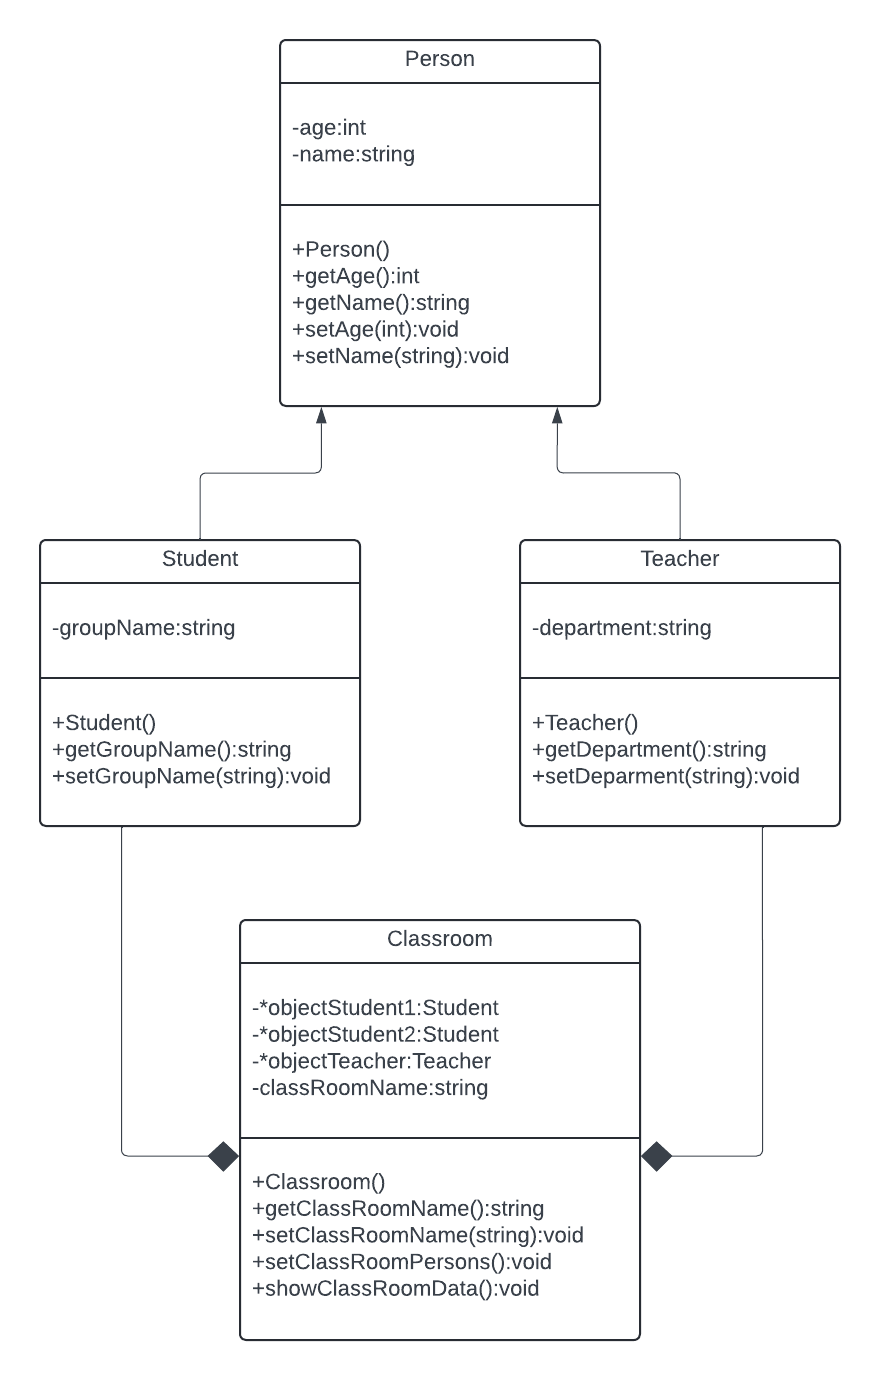 Person
-age:int
-name:string
+Person()
+getAge():int
+getName():string
+setAge(int):void
+setName(string):void
Student
-groupName:string
+Student()
+getGroupName():string
+setGroupName(string):void
Teacher
-department:string
+Teacher()
+getDepartment():string
+setDeparment(string):void
Classroom
-*objectStudent1:Student
-*objectStudent2:Student
-*objectTeacher:Teacher
-classRoomName:string
+Classroom()
+getClassRoomName():string
+setClassRoomName(string):void
+setClassRoomPersons():void
+showClassRoomData():void